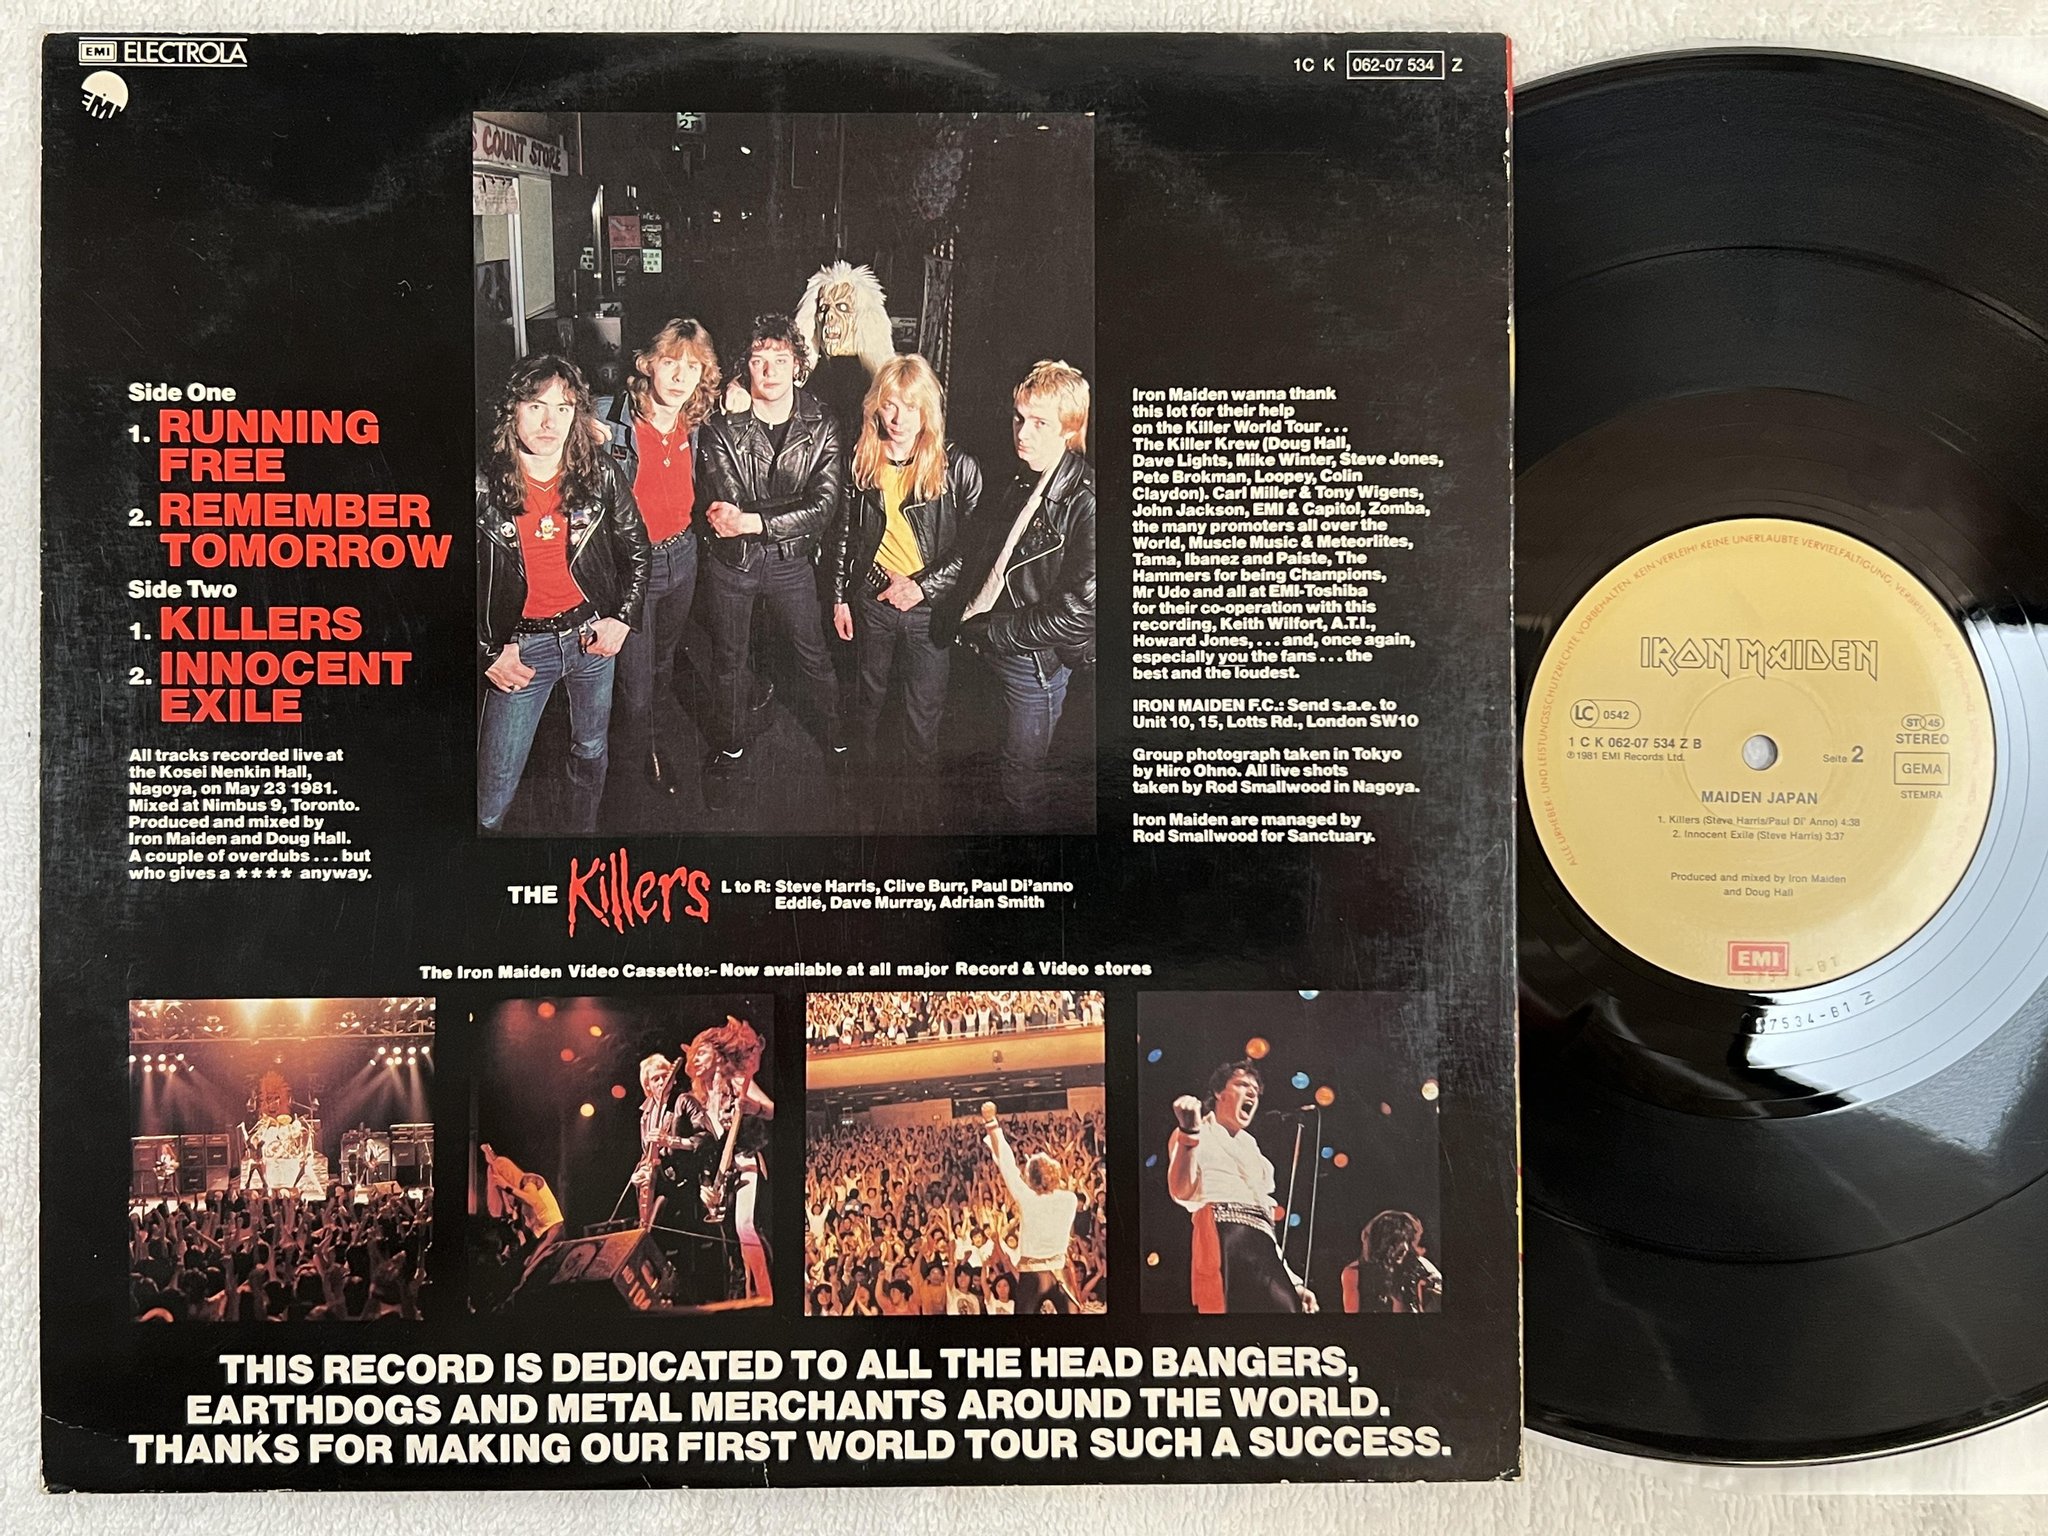 EMI ELECTROLA
EMI
1C K 062-07 534 Z
COUNT STORE
Side One
1. RUNNING
FREE
2. REMEMBER
TOMORROW
Side Two
1. KILLERS
2. INNOCENT
EXILE
All tracks recorded live at
the Kosei Nenkin Hall,
Nagoya, on May 23 1981.
Mixed at Nimbus 9, Toronto.
Produced and mixed by
Iron Maiden and Doug Hall.
A couple of overdubs ... but
who gives a **** anyway.
Iron Maiden wanna thank
this lot for their help
on the Killer World Tour ...
The Killer Krew (Doug Hall,
Dave Lights, Mike Winter, Steve Jones,
Pete Brokman, Loopey, Colin
Claydon). Carl Miller & Tony Wigens,
John Jackson, EMI & Capitol, Zomba,
the many promoters all over the
World, Muscle Music & Meteorlites,
Tama, Ibanez and Paiste, The
Hammers for being Champions,
Mr Udo and all at EMI-Toshiba
for their co-operation with this
recording, Keith Wilfort, A.T.I.,
Howard Jones, ... and, once again,
especially you the fans ... the
best and the loudest.
IRON MAIDEN F.C.: Send s.a.e. to
Unit 10, 15, Lotts Rd., London SW10
Group photograph taken in Tokyo
by Hiro Ohno. All live shots
taken by Rod Smallwood in Nagoya.
Iron Maiden are managed by
Rod Smallwood for Sanctuary.
THE Killers L to R: Steve Harris, Clive Burr, Paul Di'anno
Eddie, Dave Murray, Adrian Smith
The Iron Maiden Video Cassette:- Now available at all major Record & Video stores
THIS RECORD IS DEDICATED TO ALL THE HEAD BANGERS,
EARTHDOGS AND METAL MERCHANTS AROUND THE WORLD.
THANKS FOR MAKING OUR FIRST WORLD TOUR SUCH A SUCCESS.
ALLE URHEBER- UND LEISTUNGSSCHUTZRECHTE VORBEHALTEN. KEIN VERLEIH! KEINE UNERLAUBTE VERVIELFÄLTIGUNG, VERBREITUNG,
IRON MAIDEN
LC 0542
1 C K 062-07 534 Z B
℗ 1981 EMI Records Ltd.
Seite 2
ST 45
STEREO
GEMA
STEMRA
MAIDEN JAPAN
1. Killers (Steve Harris/Paul Di' Anno) 4:38
2. Innocent Exile (Steve Harris) 3:37
Produced and mixed by Iron Maiden
and Doug Hall
EMI
7534-B1 Z